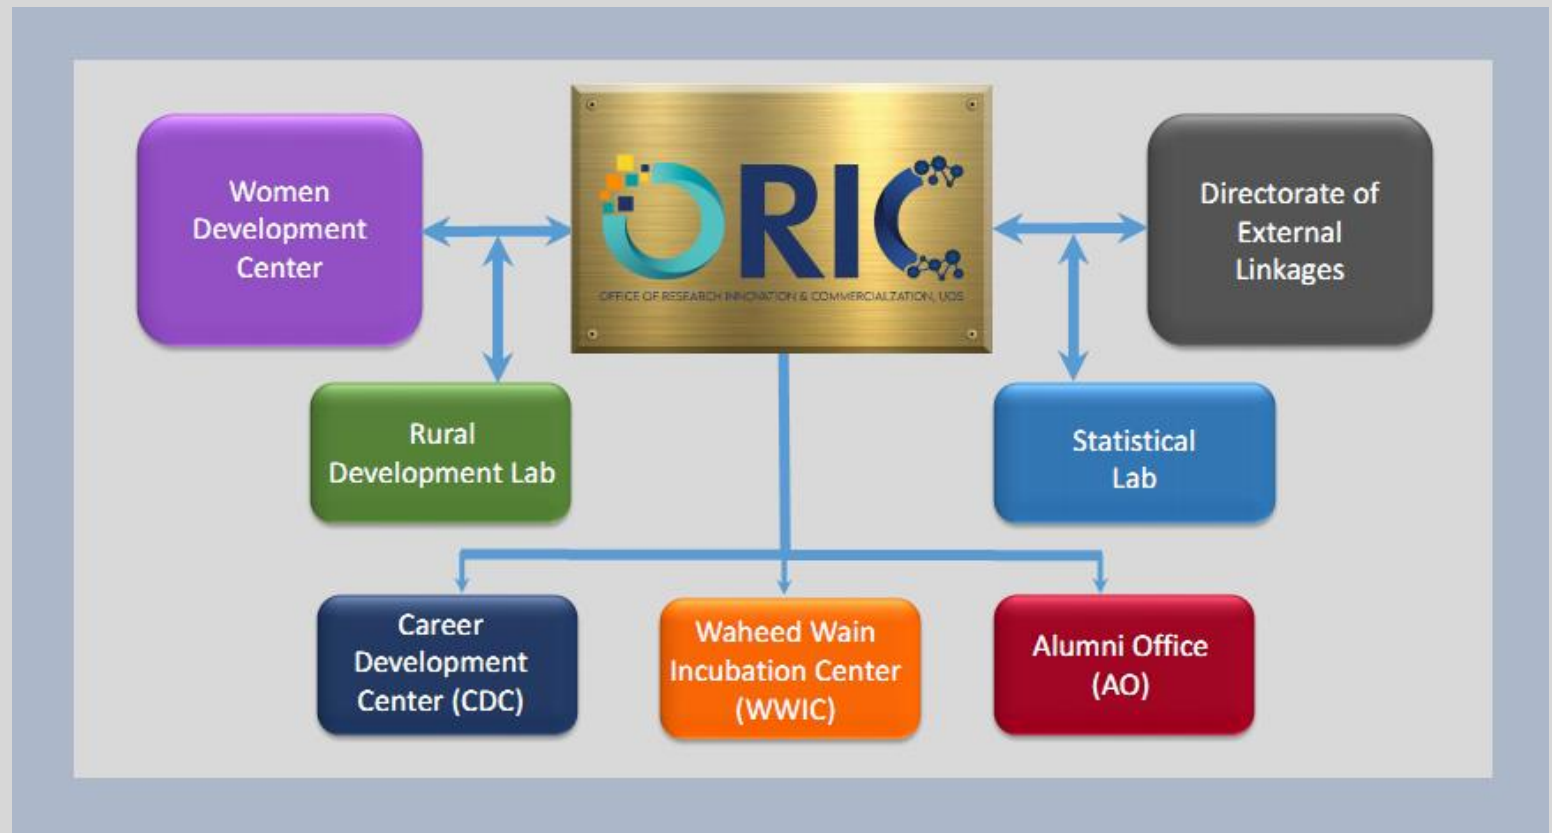 ORIC
OFFICE OF RESEARCH INNOVATION & COMMERCIALZATION, UOS
Women
Development
Center
Directorate of
External
Linkages
Rural
Development Lab
Statistical
Lab
Career
Development
Center (CDC)
Waheed Wain
Incubation Center
(WWIC)
Alumni Office
(AO)